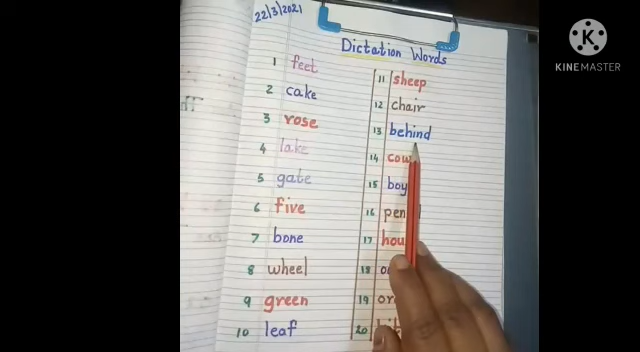 22/3/2021
Dictation Words
1 feet
2 cake
3 rose
4 lake
5 gate
6 five
7 bone
8 wheel
9 green
10 leaf
11 sheep
12 chair
13 behind
14 cow
15 boy
16
17
18
19
20
KINEMASTER